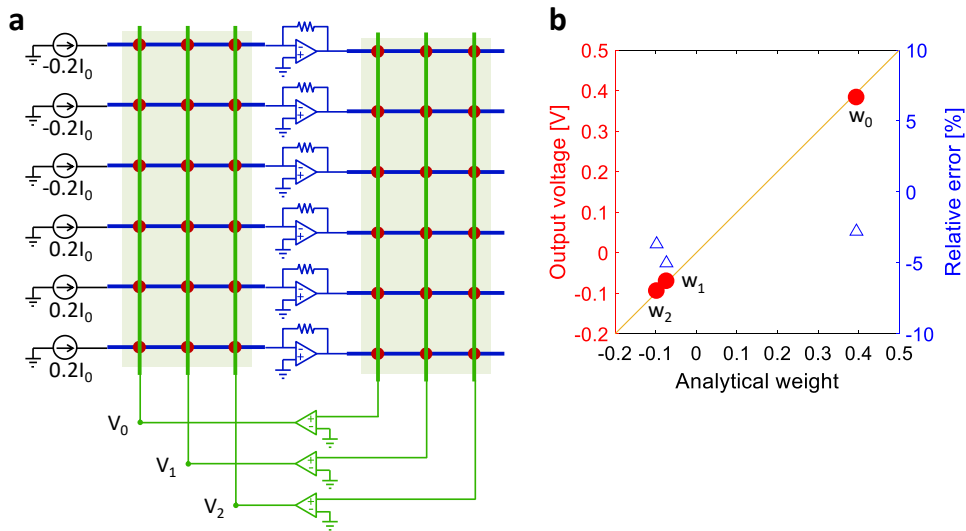 a
-0.2I₀
-0.2I₀
-0.2I₀
0.2I₀
0.2I₀
0.2I₀
V₀
V₁
V₂
b
Output voltage [V]
0.5
0.4
0.3
0.2
0.1
0
-0.1
-0.2
w₀
w₁
w₂
10
5
0
-5
-10
Relative error [%]
-0.2 -0.1 0 0.1 0.2 0.3 0.4 0.5
Analytical weight